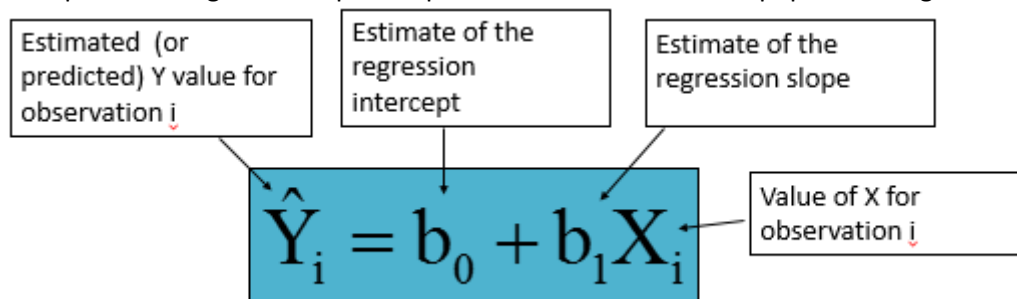 Estimated (or
predicted) Y value for
observation i
Estimate of the
regression
intercept
Estimate of the
regression slope
Value of X for
observation i
Ŷᵢ = b₀ + b₁Xᵢ